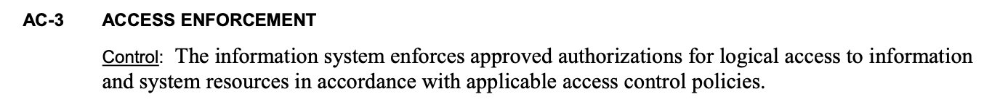 AC-3 ACCESS ENFORCEMENT
Control: The information system enforces approved authorizations for logical access to information
and system resources in accordance with applicable access control policies.